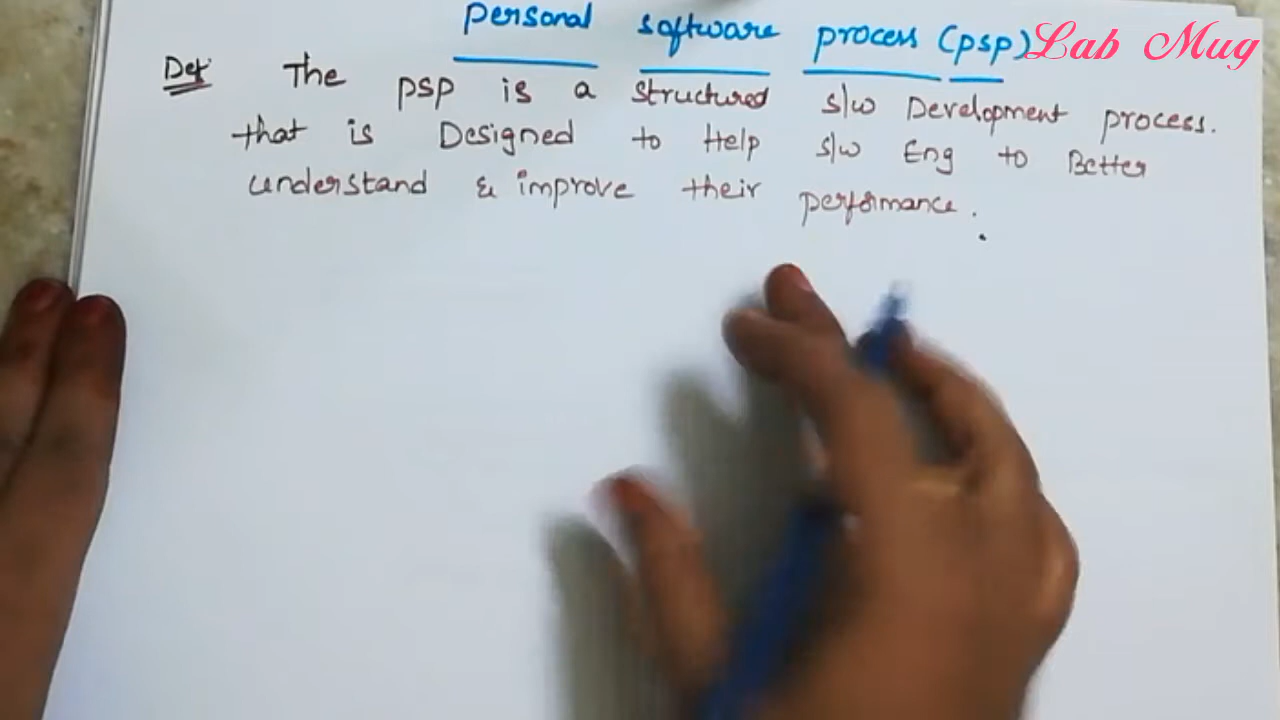 personal software process (psp)
Lab Mug
Def The psp is a structured s/w Development process.
that is Designed to Help s/w Eng to Better
understand & improve their performance.